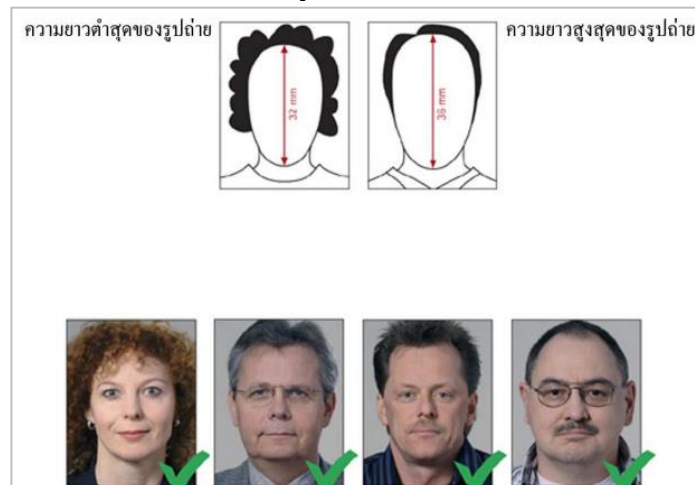 ความยาวต่ำสุดของรูปถ่าย
ความยาวสูงสุดของรูปถ่าย
32 mm
36 mm